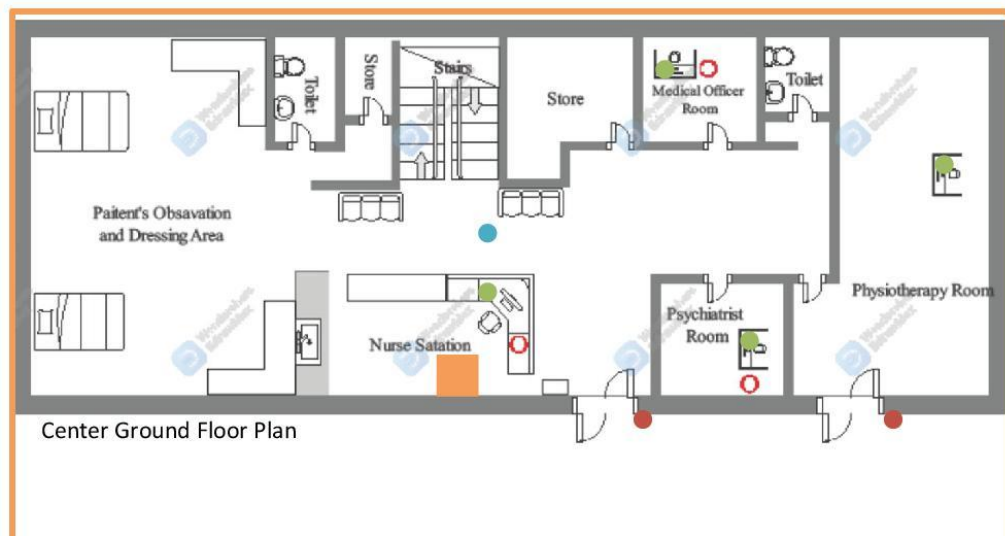 Toilet
Store
Stairs
Store
Medical Officer
Room
Toilet
Paitent's Obsavation
and Dressing Area
Nurse Satation
Psychiatrist
Room
Physiotherapy Room
Center Ground Floor Plan